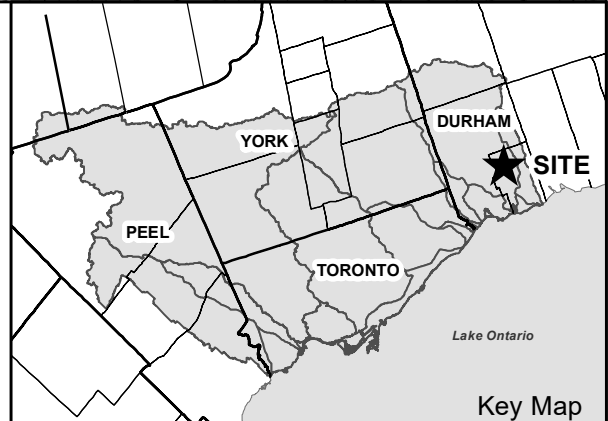 DURHAM
YORK
SITE
PEEL
TORONTO
Lake Ontario
Key Map